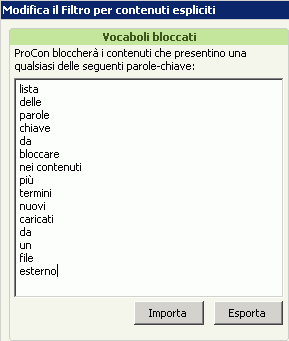 Modifica il Filtro per contenuti espliciti
Vocaboli bloccati
ProCon bloccherà i contenuti che presentino una
qualsiasi delle seguenti parole-chiave:
lista
delle
parole
chiave
da
bloccare
nei contenuti
più
termini
nuovi
caricati
da
un
file
esterno
Importa
Esporta